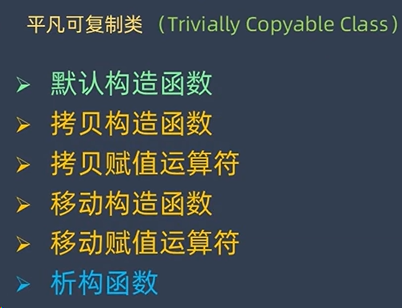 平凡可复制类（Trivially Copyable Class）
➢ 默认构造函数
➢ 拷贝构造函数
➢ 拷贝赋值运算符
➢ 移动构造函数
➢ 移动赋值运算符
➢ 析构函数